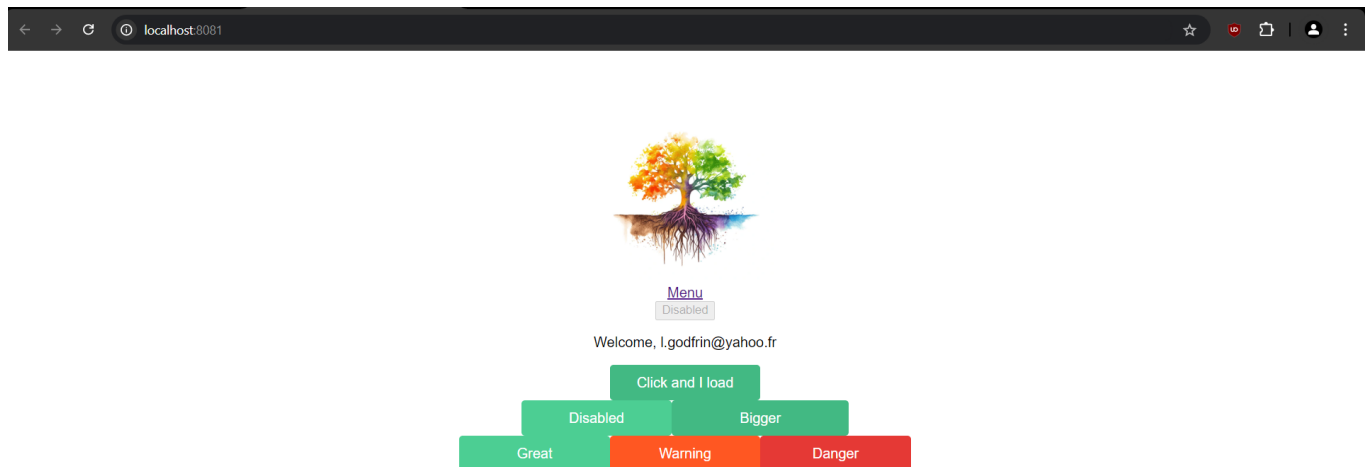 localhost:8081
Menu
Disabled
Welcome, l.godfrin@yahoo.fr
Click and I load
Disabled Bigger
Great Warning Danger